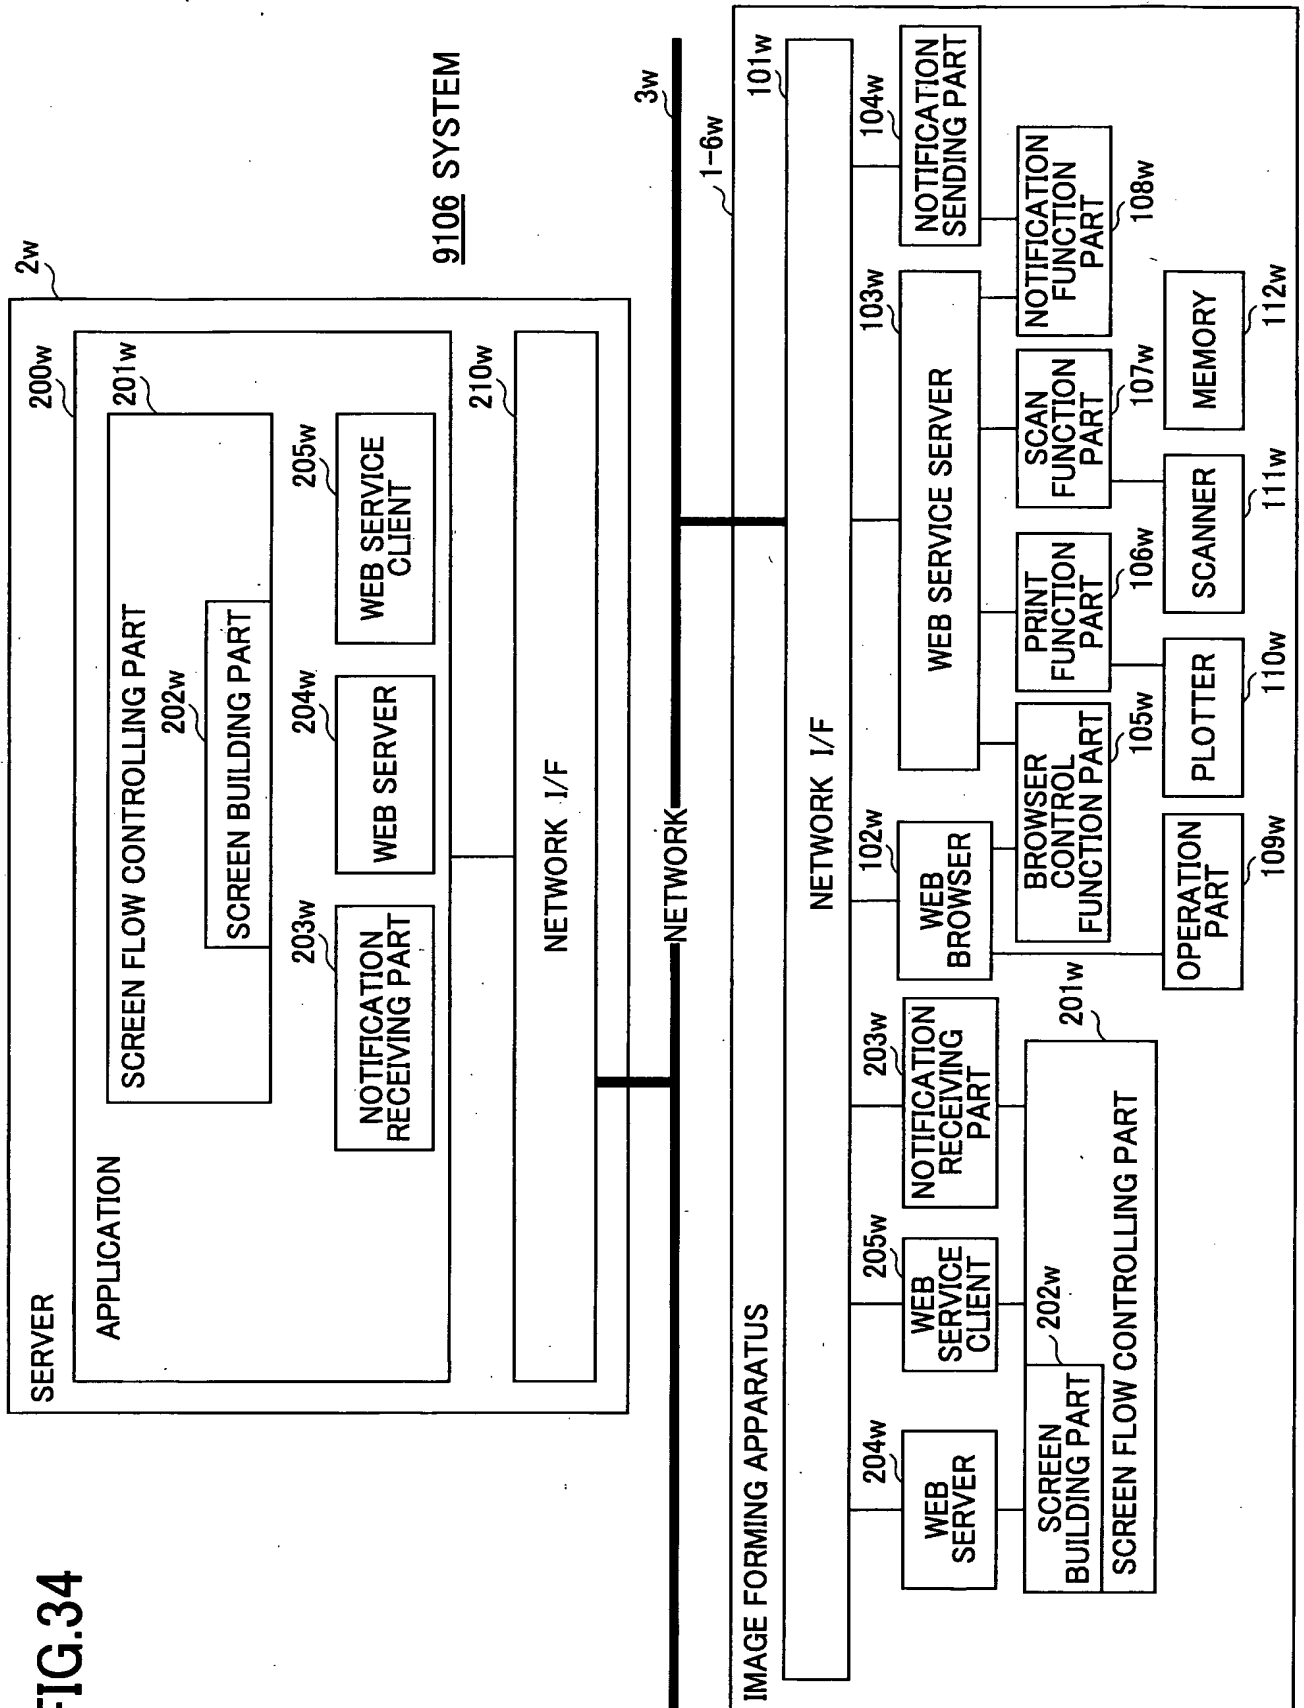 FIG.34
9106 SYSTEM
SERVER
2w
APPLICATION
200w
SCREEN FLOW CONTROLLING PART
201w
202w
SCREEN BUILDING PART
203w
NOTIFICATION
RECEIVING PART
204w
WEB SERVER
205w
WEB SERVICE
CLIENT
210w
NETWORK I/F
NETWORK
3w
IMAGE FORMING APPARATUS
1-6w
NETWORK I/F
101w
204w
WEB
SERVER
205w
WEB
SERVICE
CLIENT
203w
NOTIFICATION
RECEIVING
PART
102w
WEB
BROWSER
103w
WEB SERVICE SERVER
104w
NOTIFICATION
SENDING PART
SCREEN
BUILDING PART
202w
SCREEN FLOW CONTROLLING PART
201w
BROWSER
CONTROL
FUNCTION PART
105w
PRINT
FUNCTION
PART
106w
SCAN
FUNCTION
PART
107w
NOTIFICATION
FUNCTION
PART
108w
OPERATION
PART
109w
PLOTTER
110w
SCANNER
111w
MEMORY
112w